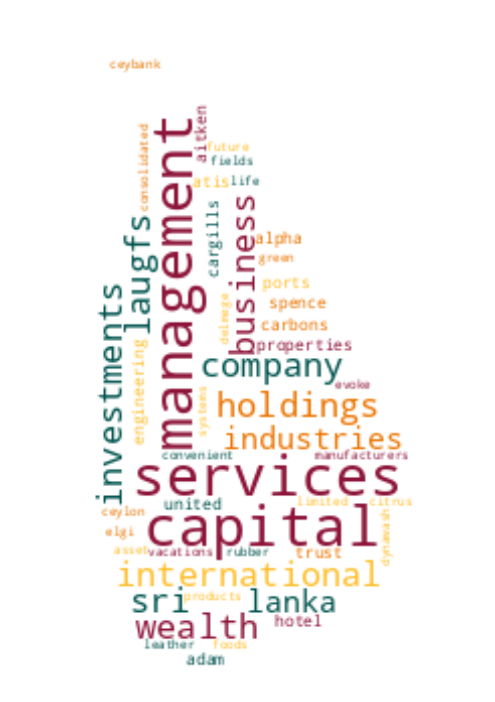 ceybank
management
aitken
consolidated
future
fields
atis life
cargills
laugfs
business
alpha
green
investments
ports
delmege
spence
carbons
engineering
properties
company
evoke
systems
holdings
industries
convenient manufacturers
services
united limited citrus
ceylon
capital
elgi
dynawash
asset vacations rubber trust
international
sri products lanka
wealth hotel
leather foods
adam